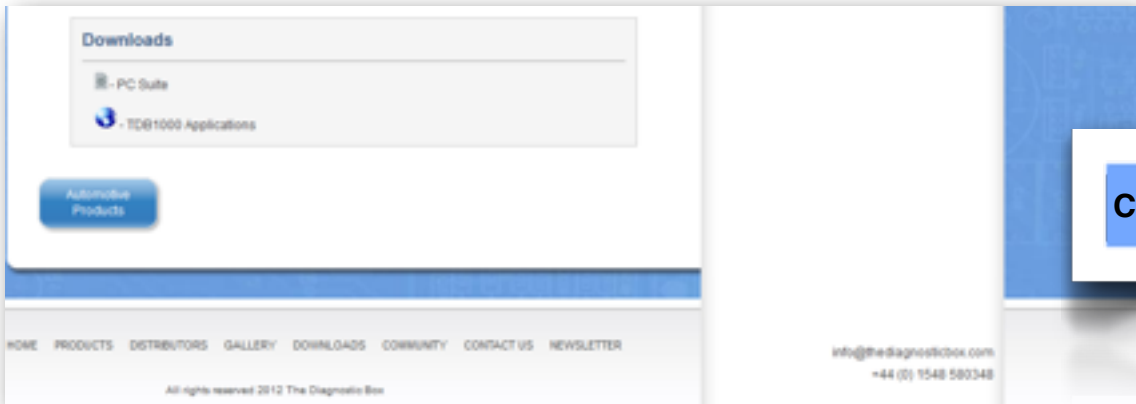 Downloads
- PC Suite
- TDB1000 Applications
Automotive
Products
C
HOME PRODUCTS DISTRIBUTORS GALLERY DOWNLOADS COMMUNITY CONTACT US NEWSLETTER
info@thediagnosticbox.com
+44 (0) 1548 580348
All rights reserved 2012 The Diagnostic Box